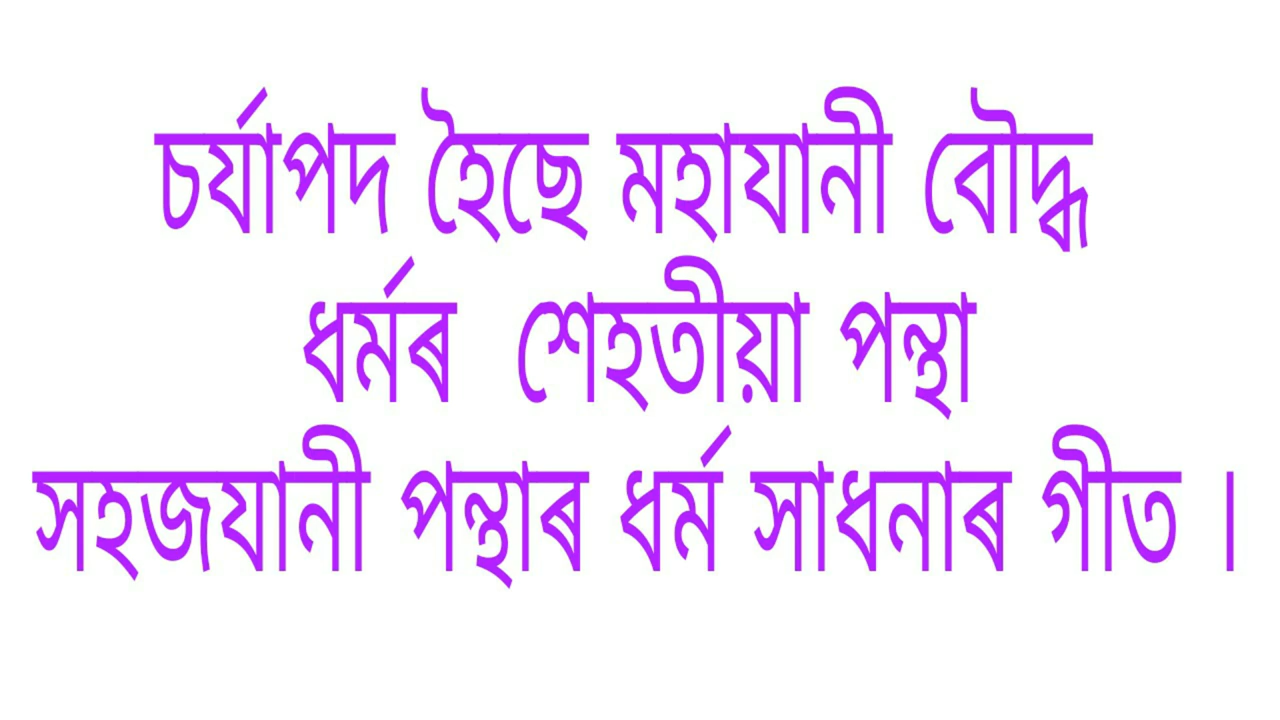 চৰ্যাপদ হৈছে মহাযানী বৌদ্ধ
ধৰ্মৰ শেহতীয়া পন্থা
সহজযানী পন্থাৰ ধৰ্ম সাধনাৰ গীত ।